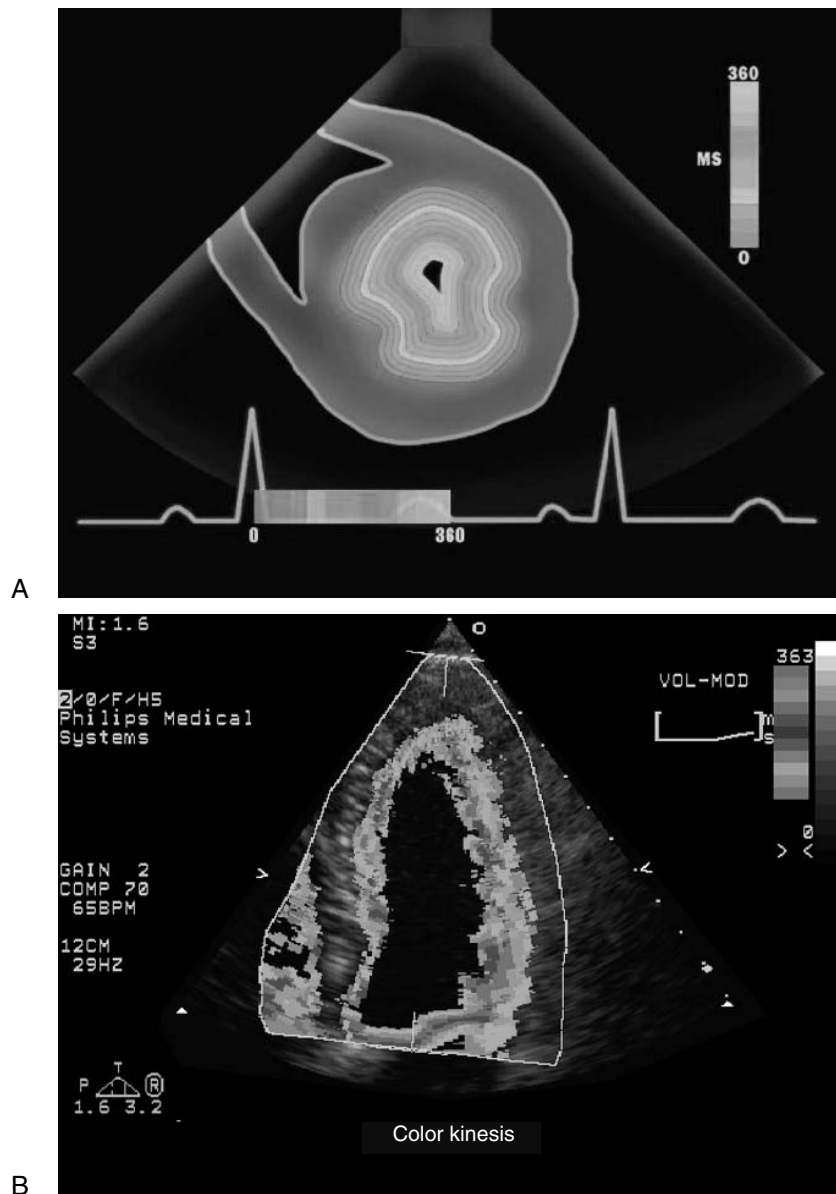 A
360
MS
0
0
360
MI:1.6
S3
2/0/F/H5
Philips Medical
Systems
VOL-MOD
363
m
s
0
> <
GAIN 2
COMP 70
65BPM
12CM
29HZ
P T R
1.6 3.2
Color kinesis
B